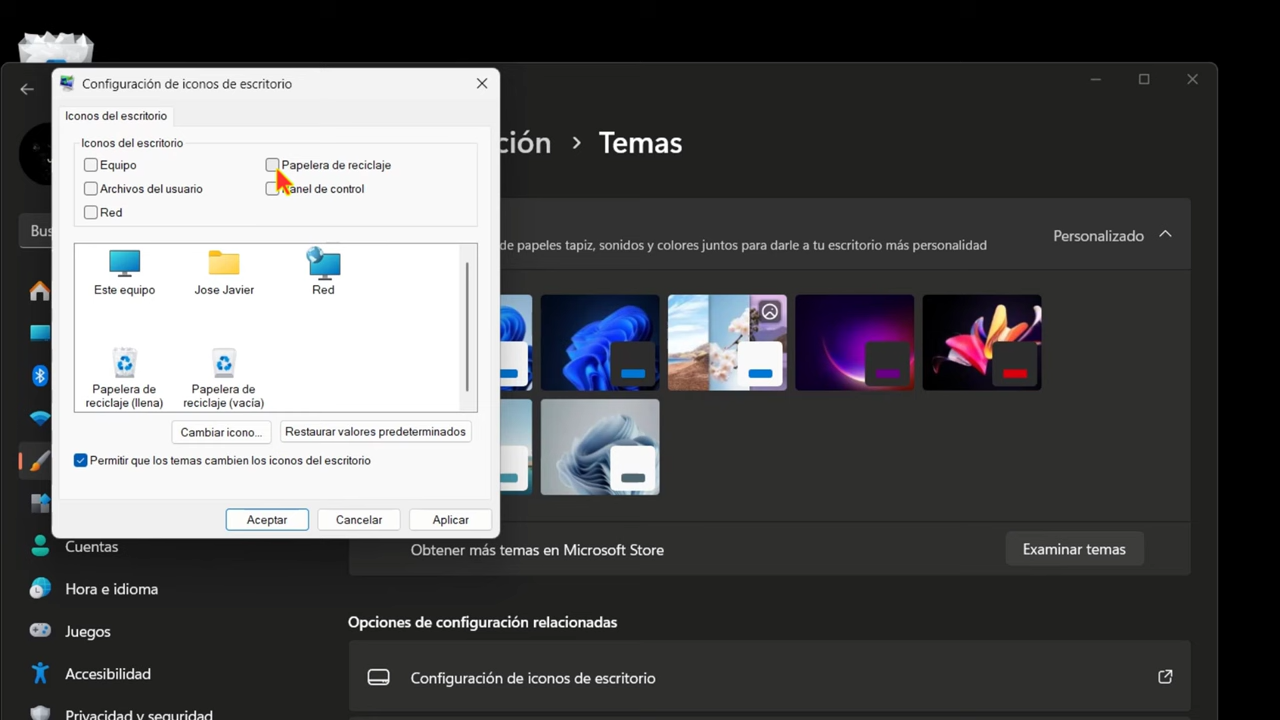 Configuración de iconos de escritorio
Iconos del escritorio
Iconos del escritorio
Equipo
Papelera de reciclaje
Archivos del usuario
anel de control
Red
Este equipo
Jose Javier
Red
Papelera de
reciclaje (llena)
Papelera de
reciclaje (vacía)
Cambiar icono...
Restaurar valores predeterminados
Permitir que los temas cambien los iconos del escritorio
Aceptar
Cancelar
Aplicar
ción > Temas
Bus
de papeles tapiz, sonidos y colores juntos para darle a tu escritorio más personalidad
Personalizado
Obtener más temas en Microsoft Store
Examinar temas
Cuentas
Hora e idioma
Juegos
Accesibilidad
Privacidad y seguridad
Opciones de configuración relacionadas
Configuración de iconos de escritorio